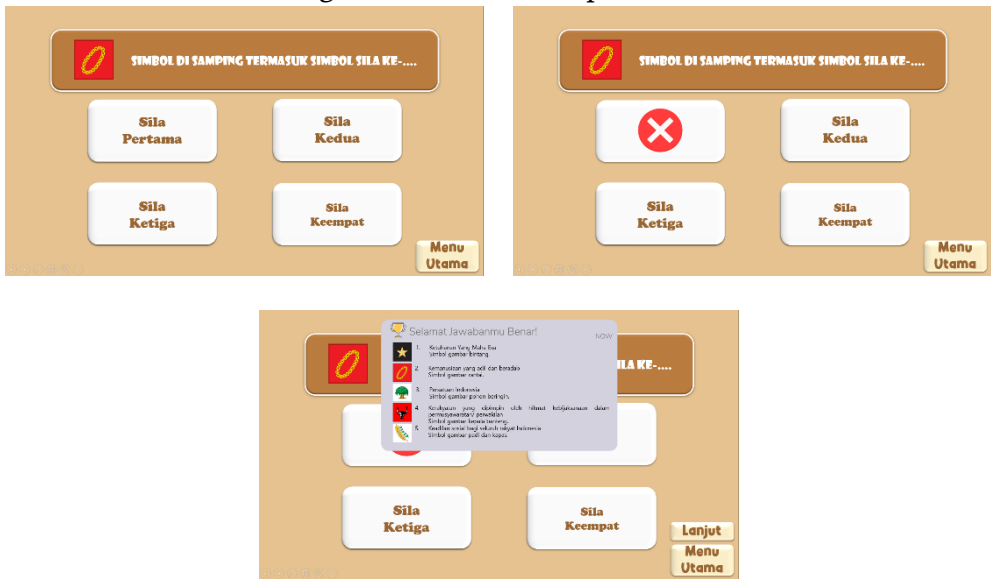 SIMBOL DI SAMPING TERMASUK SIMBOL SILA KE-....
Sila
Pertama
Sila
Kedua
Sila
Ketiga
Sila
Keempat
Menu
Utama
SIMBOL DI SAMPING TERMASUK SIMBOL SILA KE-....
Sila
Kedua
Sila
Ketiga
Sila
Keempat
Menu
Utama
Selamat Jawabanmu Benar!
NOW
ILA KE-....
1. Ketuhanan Yang Maha Esa
Simbol gambar bintang.
2. Kemanusiaan yang adil dan beradab
Simbol gambar rantai.
3. Persatuan Indonesia
Simbol gambar pohon beringin.
4. Kerakyatan yang dipimpin oleh hikmat kebijaksanaan dalam
permusyawaratan/ perwakilan
Simbol gambar kepala banteng.
5. Keadilan sosial bagi seluruh rakyat Indonesia
Simbol gambar padi dan kapas.
Sila
Ketiga
Sila
Keempat
Lanjut
Menu
Utama